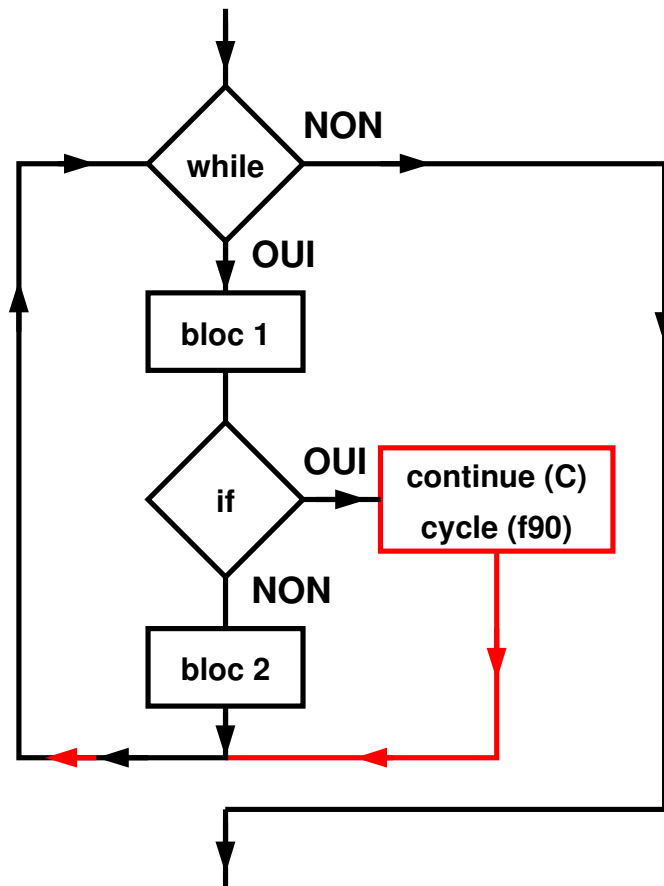 NON
while
OUI
bloc 1
OUI
continue (C)
if
cycle (f90)
NON
bloc 2